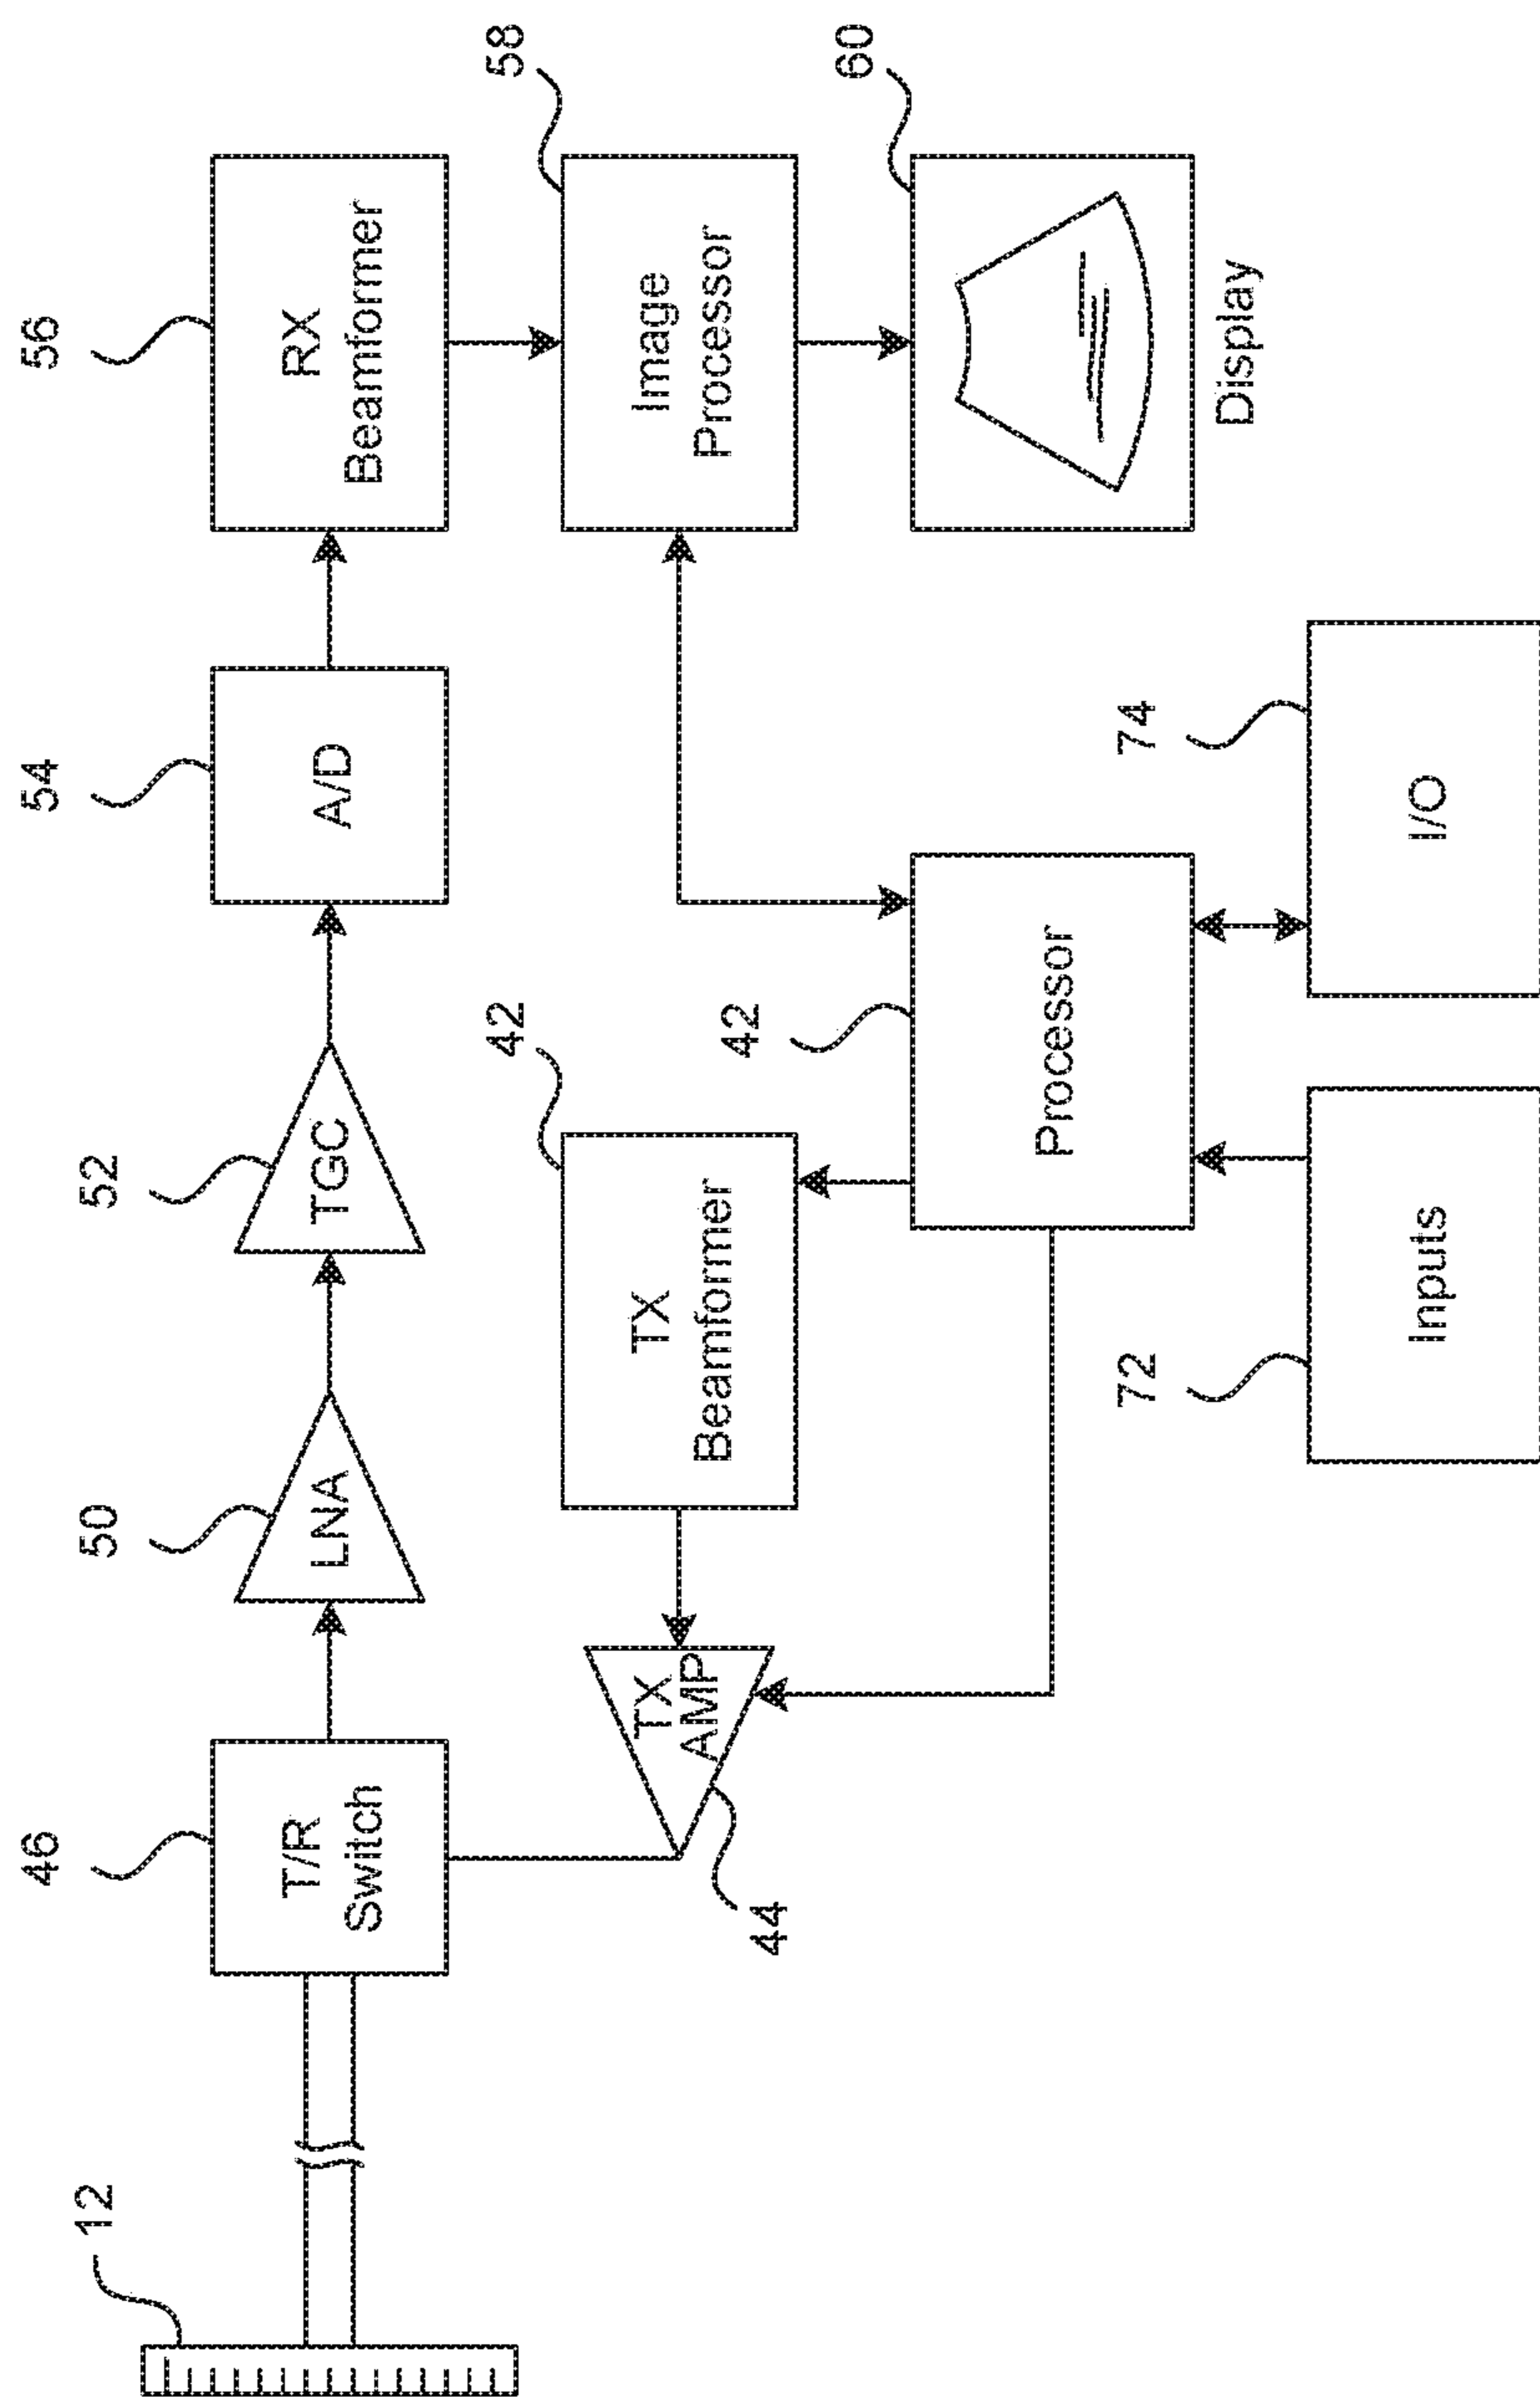 12
46
T/R
Switch
50
LNA
52
TGC
54
A/D
56
RX
Beamformer
44
TX
AMP
42
TX
Beamformer
58
Image
Processor
42
Processor
60
Display
72
Inputs
74
I/O